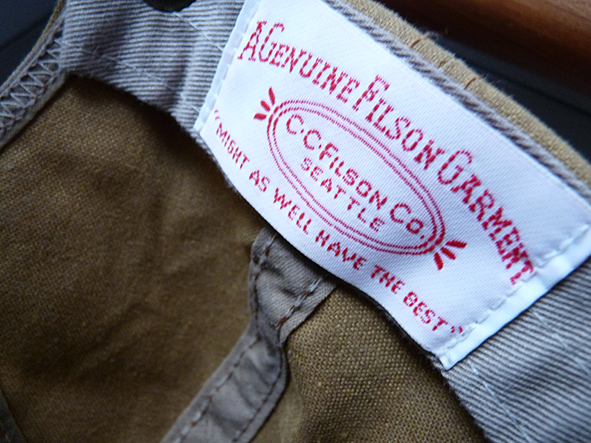 A GENUINE FILSON GARMENT
C·C·FILSON CO.
SEATTLE
"MIGHT AS WELL HAVE THE BEST"